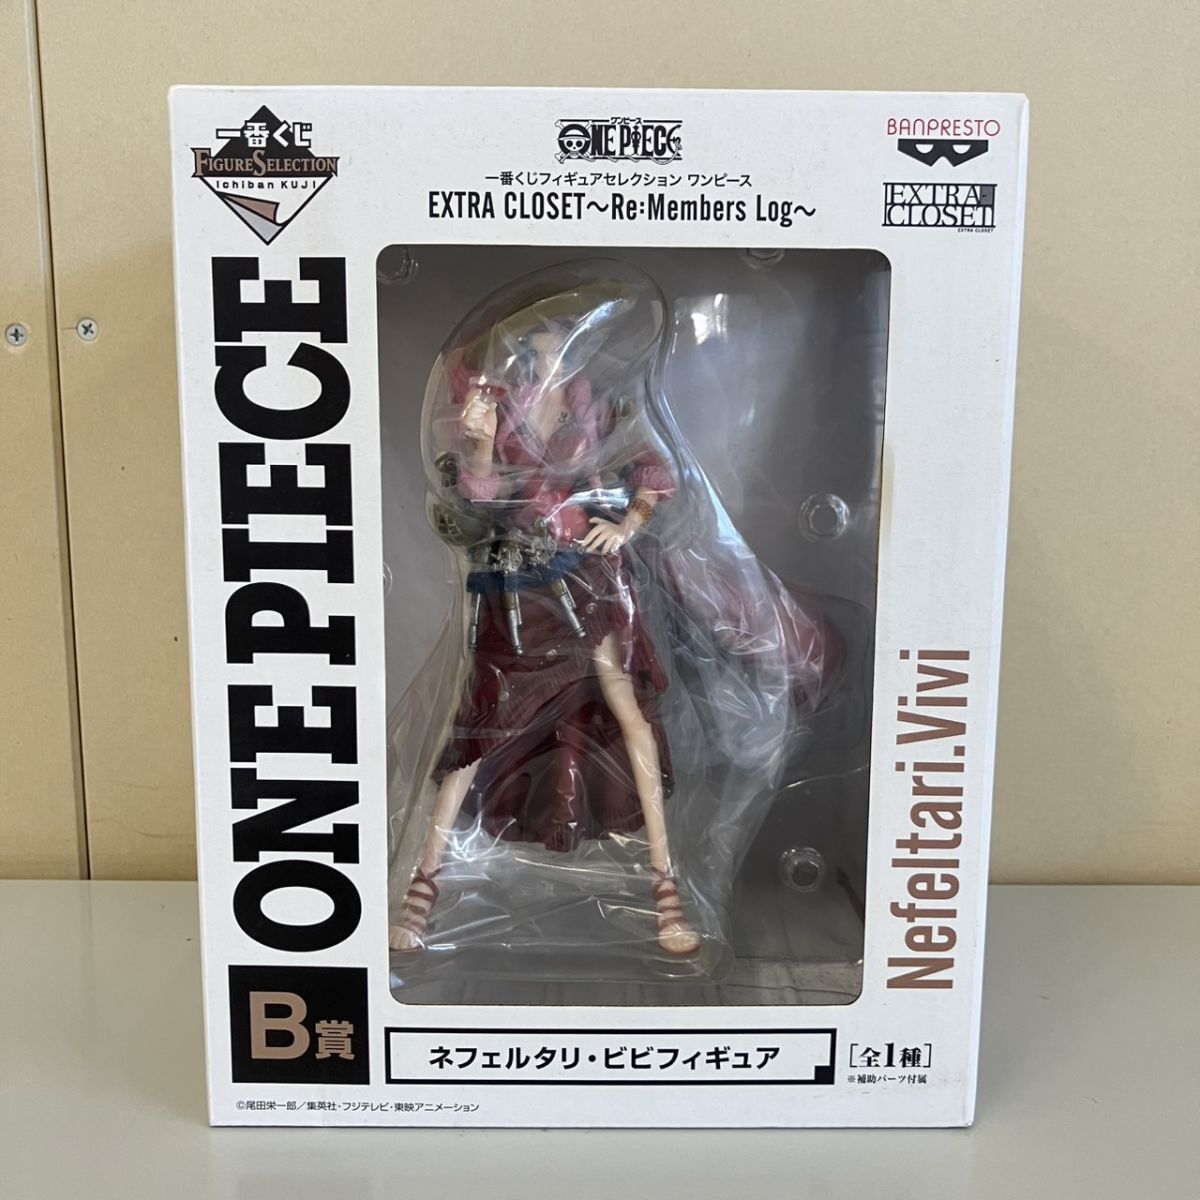 一番くじ
FIGURE SELECTION
Ichiban KUJI
ワンピース
ONE PIECE
一番くじフィギュアセレクション ワンピース
EXTRA CLOSET～Re:Members Log～
BANPRESTO
EXTRA CLOSET
EXTRA CLOSET
ONE PIECE
Nefeltari.Vivi
B賞
ネフェルタリ・ビビフィギュア
[全1種]
※補助パーツ付属
©尾田栄一郎／集英社・フジテレビ・東映アニメーション